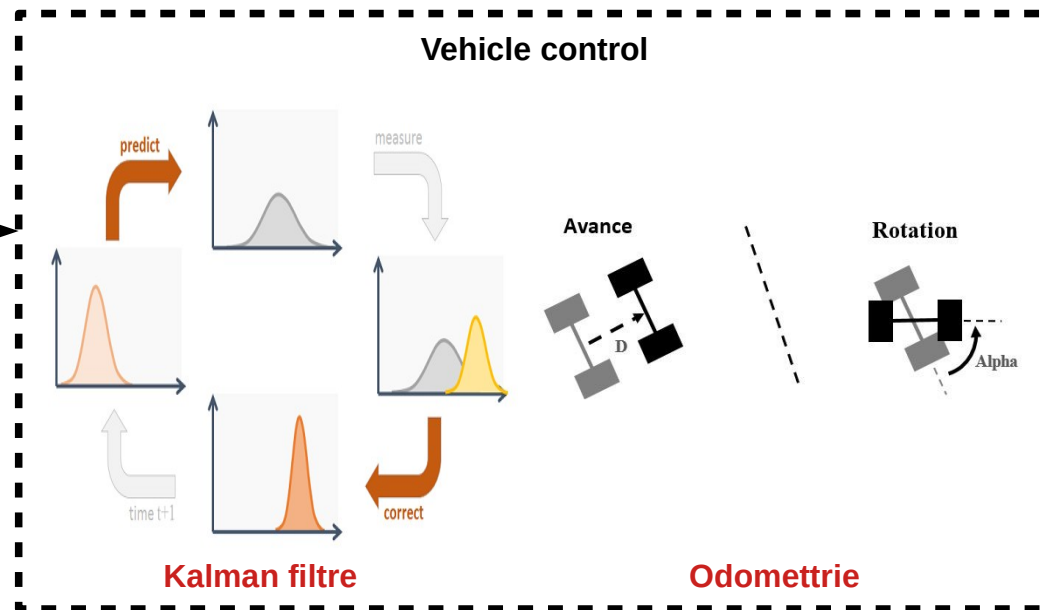 Vehicle control
predict
measure
correct
time t+1
Kalman filtre
Avance
D
Rotation
Alpha
Odomettrie